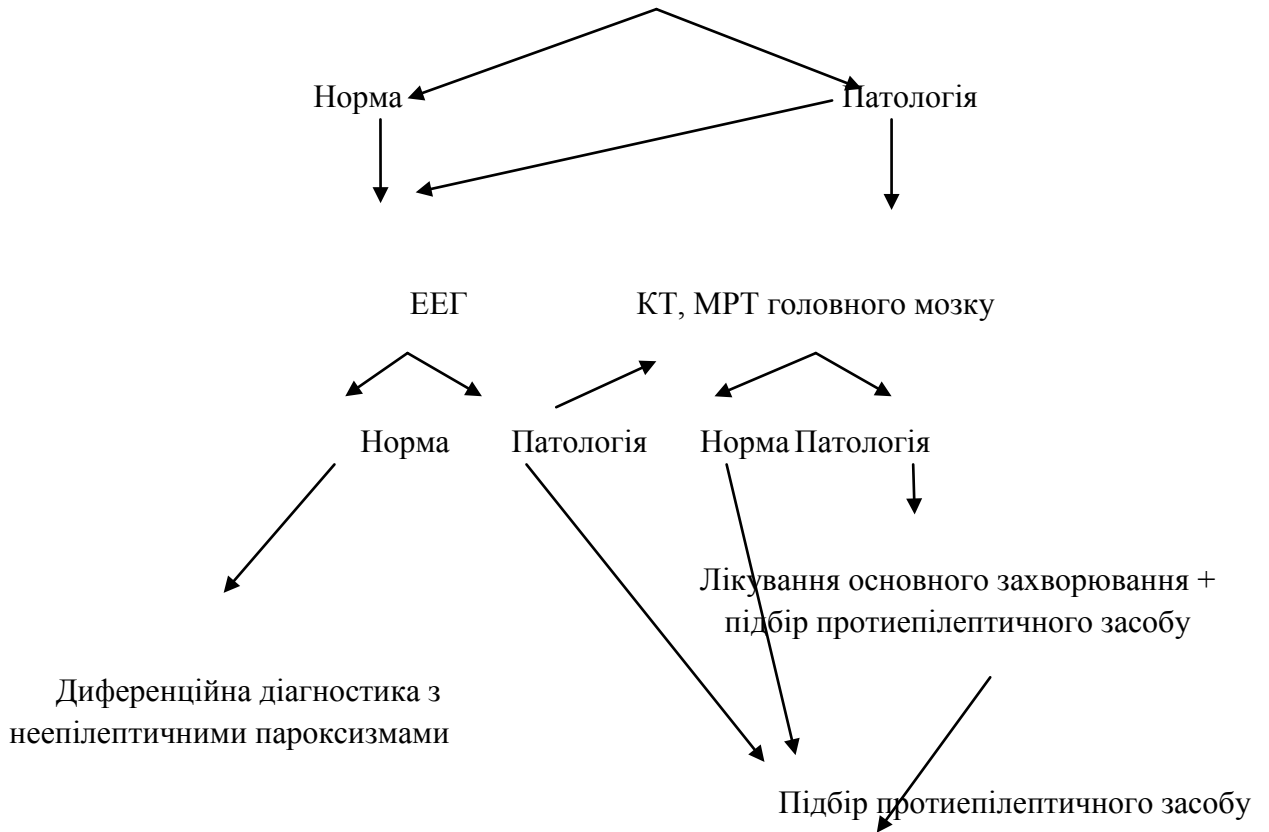 Норма Патологія
ЕЕГ КТ, МРТ головного мозку
Норма Патологія Норма Патологія
Лікування основного захворювання +
підбір протиепілептичного засобу
Диференційна діагностика з
неепілептичними пароксизмами
Підбір протиепілептичного засобу